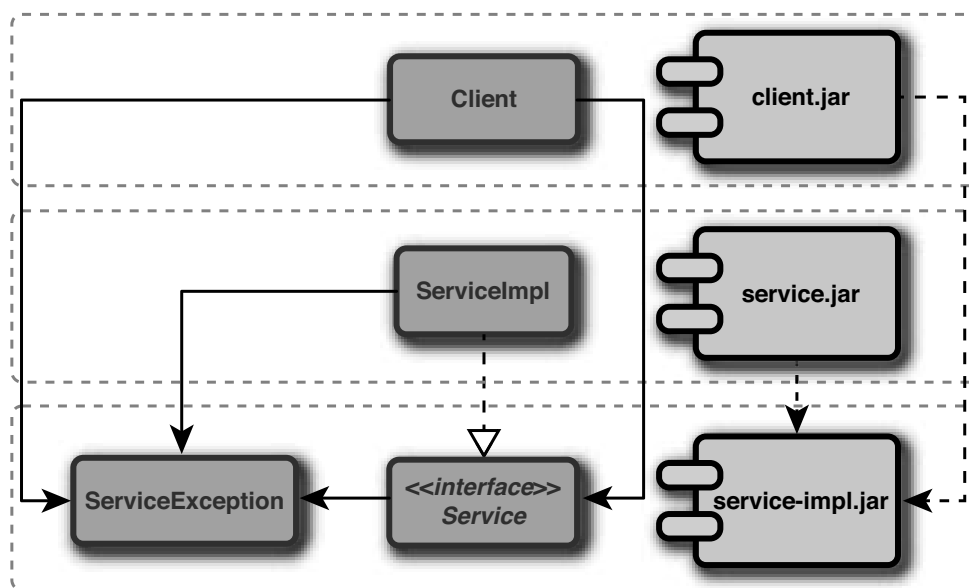 Client
client.jar
ServiceImpl
service.jar
ServiceException
<<interface>>
Service
service-impl.jar